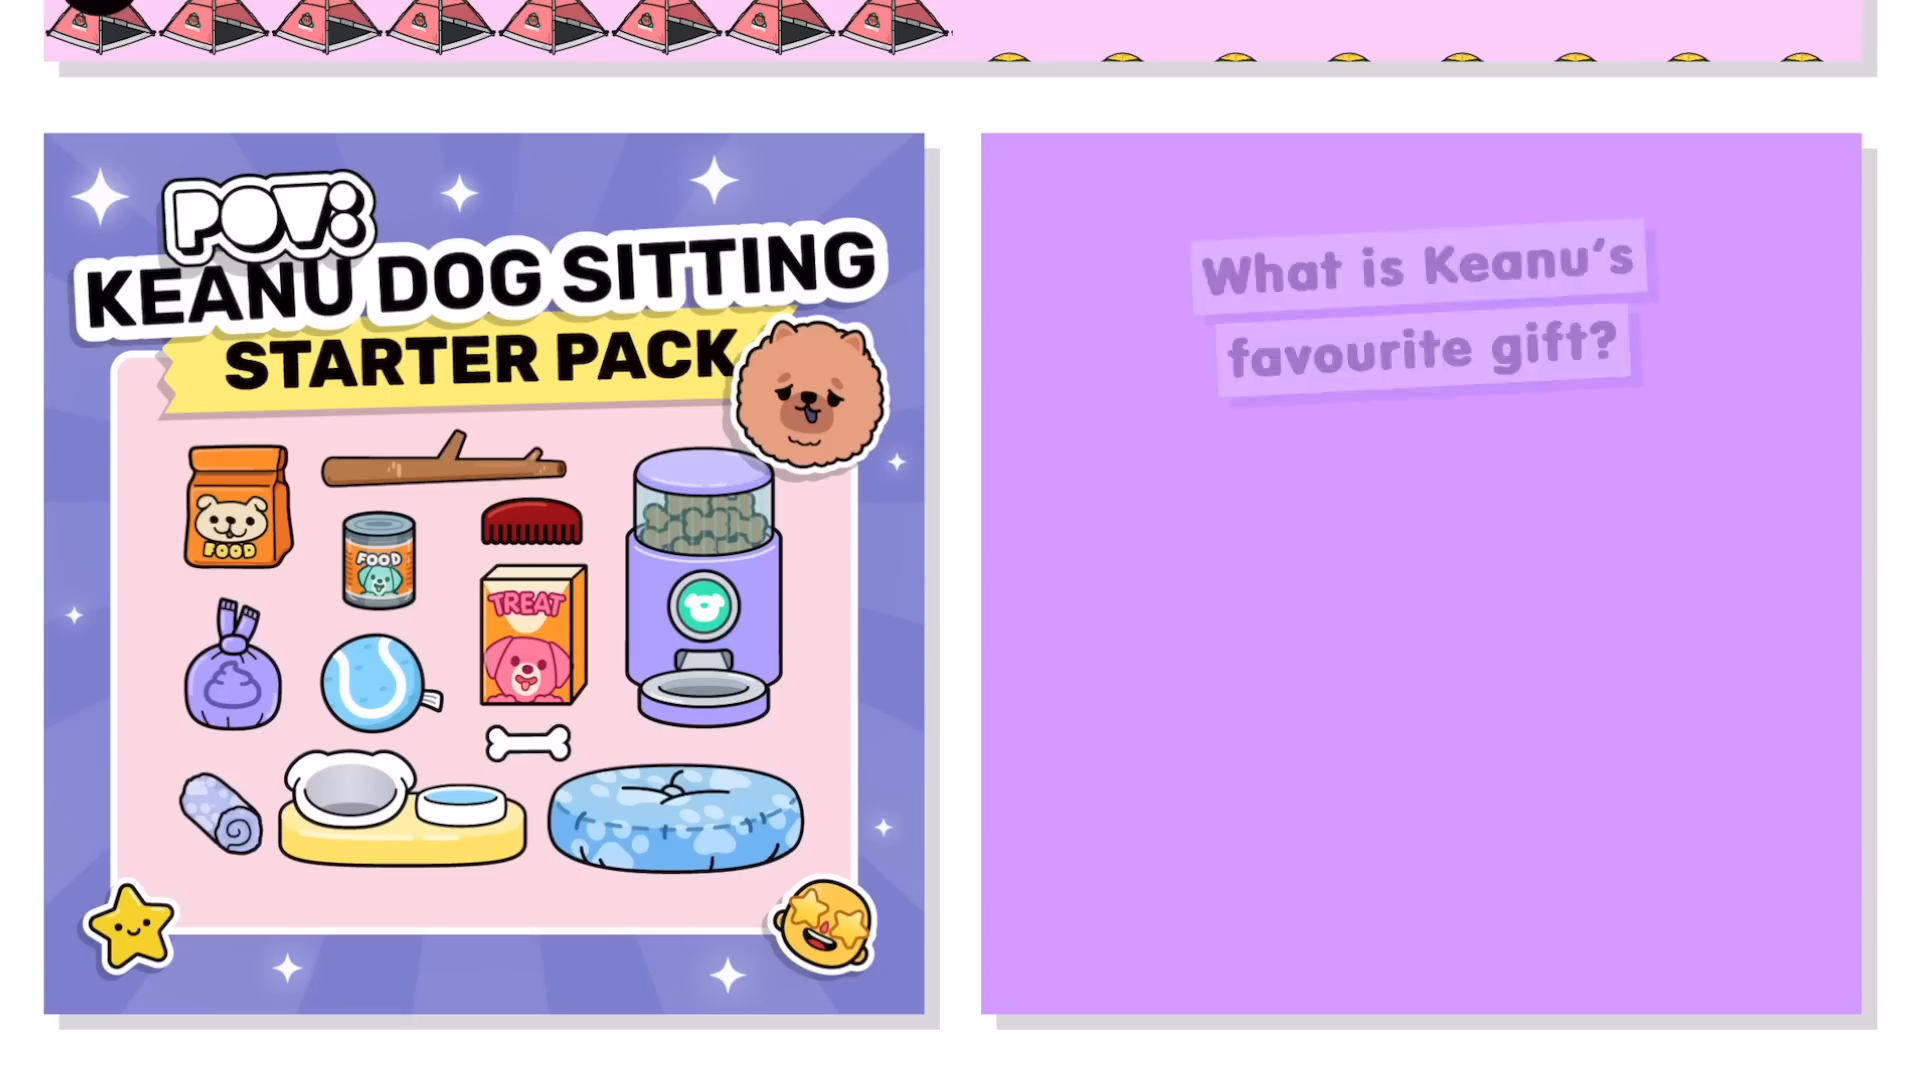 POV:
KEANU DOG SITTING
STARTER PACK
FOOD
FOOD
TREAT
What is Keanu’s
favourite gift?